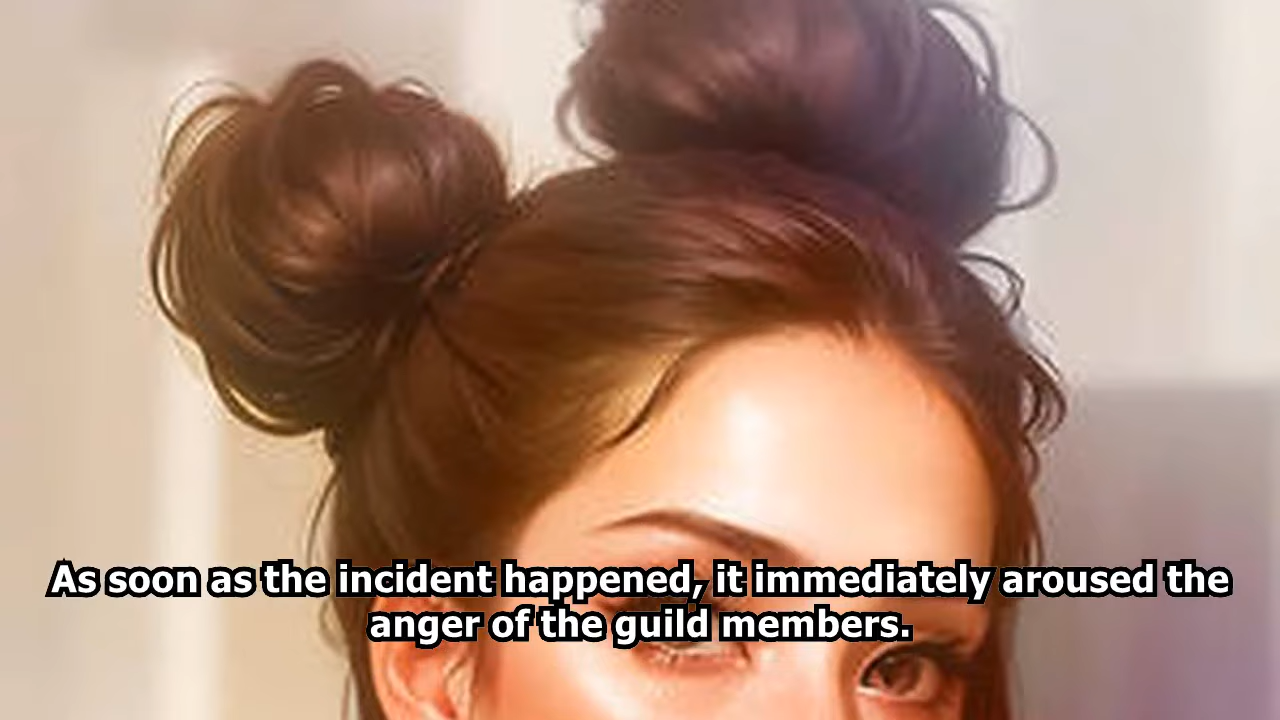 As soon as the incident happened, it immediately aroused the
anger of the guild members.